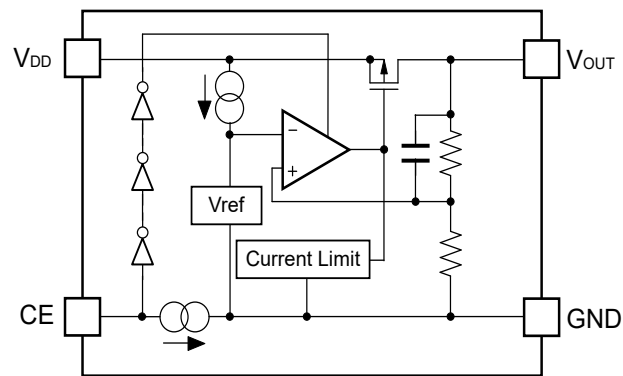 VDD
VOUT
−
+
Vref
Current Limit
CE
GND